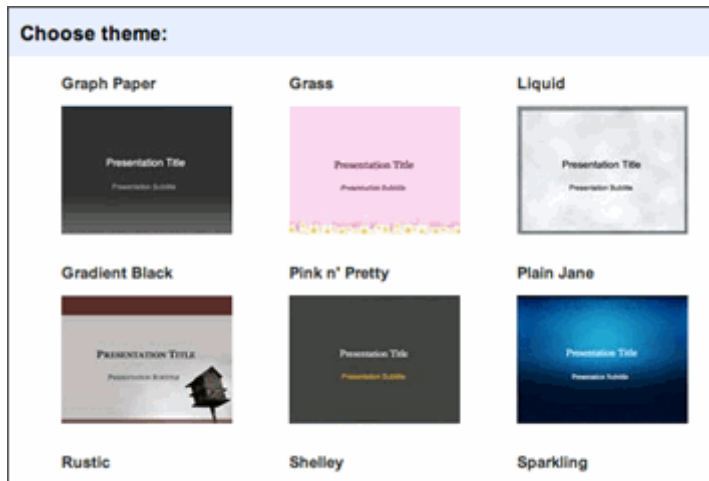 Choose theme:
Graph Paper
Grass
Liquid
Presentation Title
Presentation Subtitle
Presentation Title
Presentation Subtitle
Presentation Title
Presentation Subtitle
Gradient Black
Pink n' Pretty
Plain Jane
PRESENTATION TITLE
PRESENTATION SUBTITLE
Presentation Title
Presentation Subtitle
Presentation Title
Presentation Subtitle
Rustic
Shelley
Sparkling